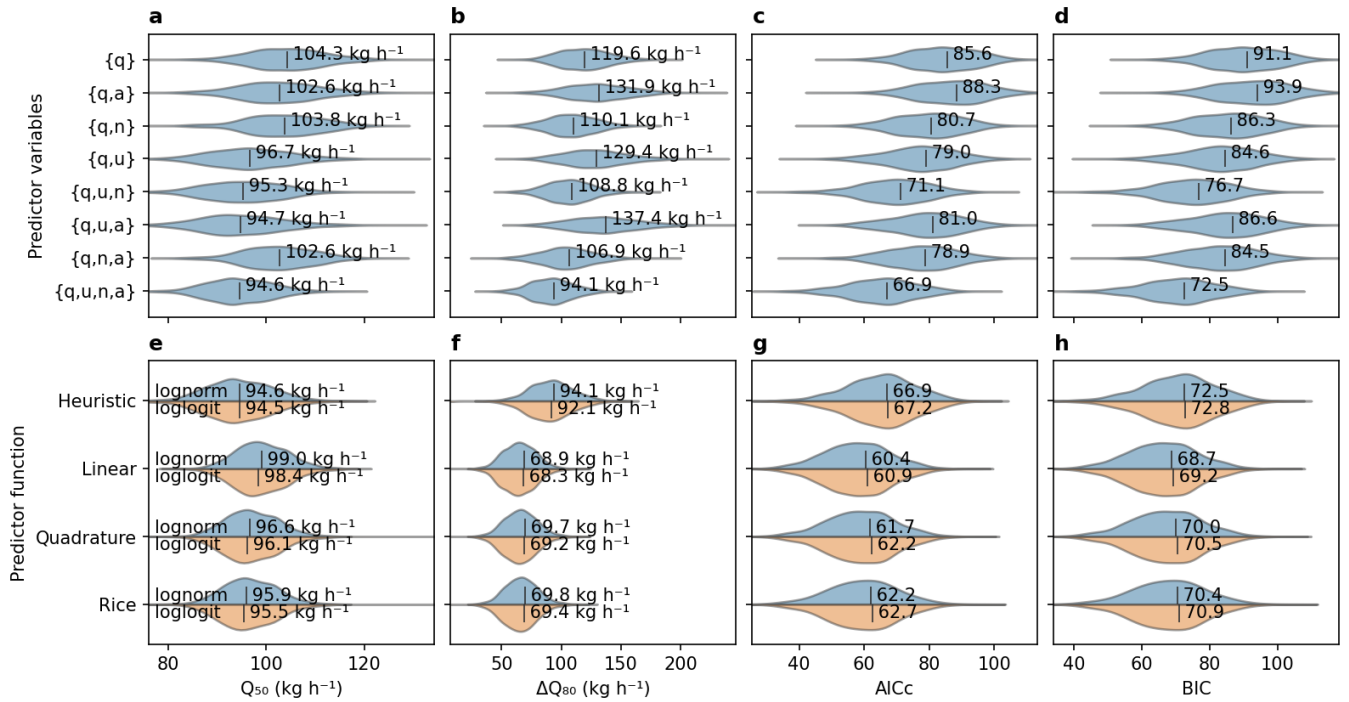 a b c d
Predictor variables
{q} 104.3 kg h⁻¹ 119.6 kg h⁻¹ 85.6 91.1
{q,a} 102.6 kg h⁻¹ 131.9 kg h⁻¹ 88.3 93.9
{q,n} 103.8 kg h⁻¹ 110.1 kg h⁻¹ 80.7 86.3
{q,u} 96.7 kg h⁻¹ 129.4 kg h⁻¹ 79.0 84.6
{q,u,n} 95.3 kg h⁻¹ 108.8 kg h⁻¹ 71.1 76.7
{q,u,a} 94.7 kg h⁻¹ 137.4 kg h⁻¹ 81.0 86.6
{q,n,a} 102.6 kg h⁻¹ 106.9 kg h⁻¹ 78.9 84.5
{q,u,n,a} 94.6 kg h⁻¹ 94.1 kg h⁻¹ 66.9 72.5
e f g h
Predictor function
Heuristic
lognorm 94.6 kg h⁻¹ 94.1 kg h⁻¹ 66.9 72.5
loglogit 94.5 kg h⁻¹ 92.1 kg h⁻¹ 67.2 72.8
Linear
lognorm 99.0 kg h⁻¹ 68.9 kg h⁻¹ 60.4 68.7
loglogit 98.4 kg h⁻¹ 68.3 kg h⁻¹ 60.9 69.2
Quadrature
lognorm 96.6 kg h⁻¹ 69.7 kg h⁻¹ 61.7 70.0
loglogit 96.1 kg h⁻¹ 69.2 kg h⁻¹ 62.2 70.5
Rice
lognorm 95.9 kg h⁻¹ 69.8 kg h⁻¹ 62.2 70.4
loglogit 95.5 kg h⁻¹ 69.4 kg h⁻¹ 62.7 70.9
80 100 120 50 100 150 200 40 60 80 100 40 60 80 100
Q₅₀ (kg h⁻¹) ΔQ₈₀ (kg h⁻¹) AICc BIC